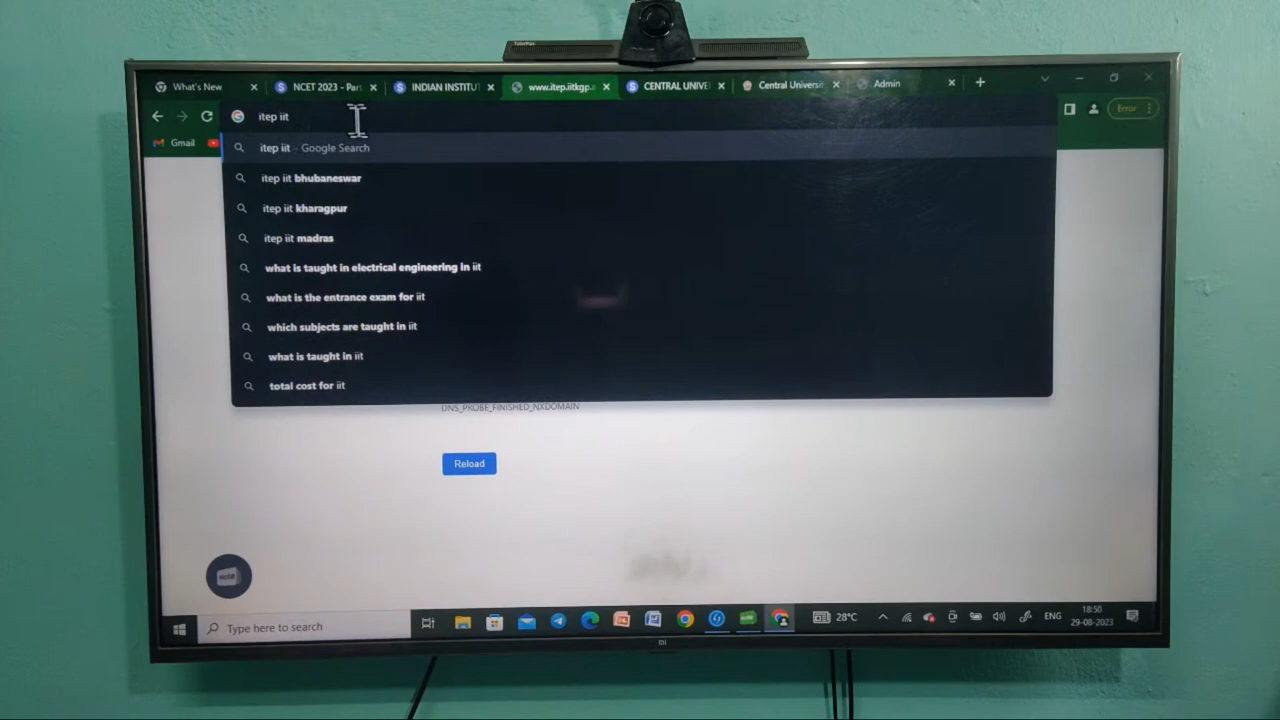 What's New
NCET 2023 - Par
INDIAN INSTITU
www.itep.iitkgp.a
CENTRAL UNIVE
Central Universit
Admin
itep iit
Error
Gmail
itep iit - Google Search
itep iit bhubaneswar
itep iit kharagpur
itep iit madras
what is taught in electrical engineering in iit
what is the entrance exam for iit
which subjects are taught in iit
what is taught in iit
total cost for iit
DNS_PROBE_FINISHED_NXDOMAIN
Reload
Type here to search
28°C
ENG
18:50
29-08-2023
mi